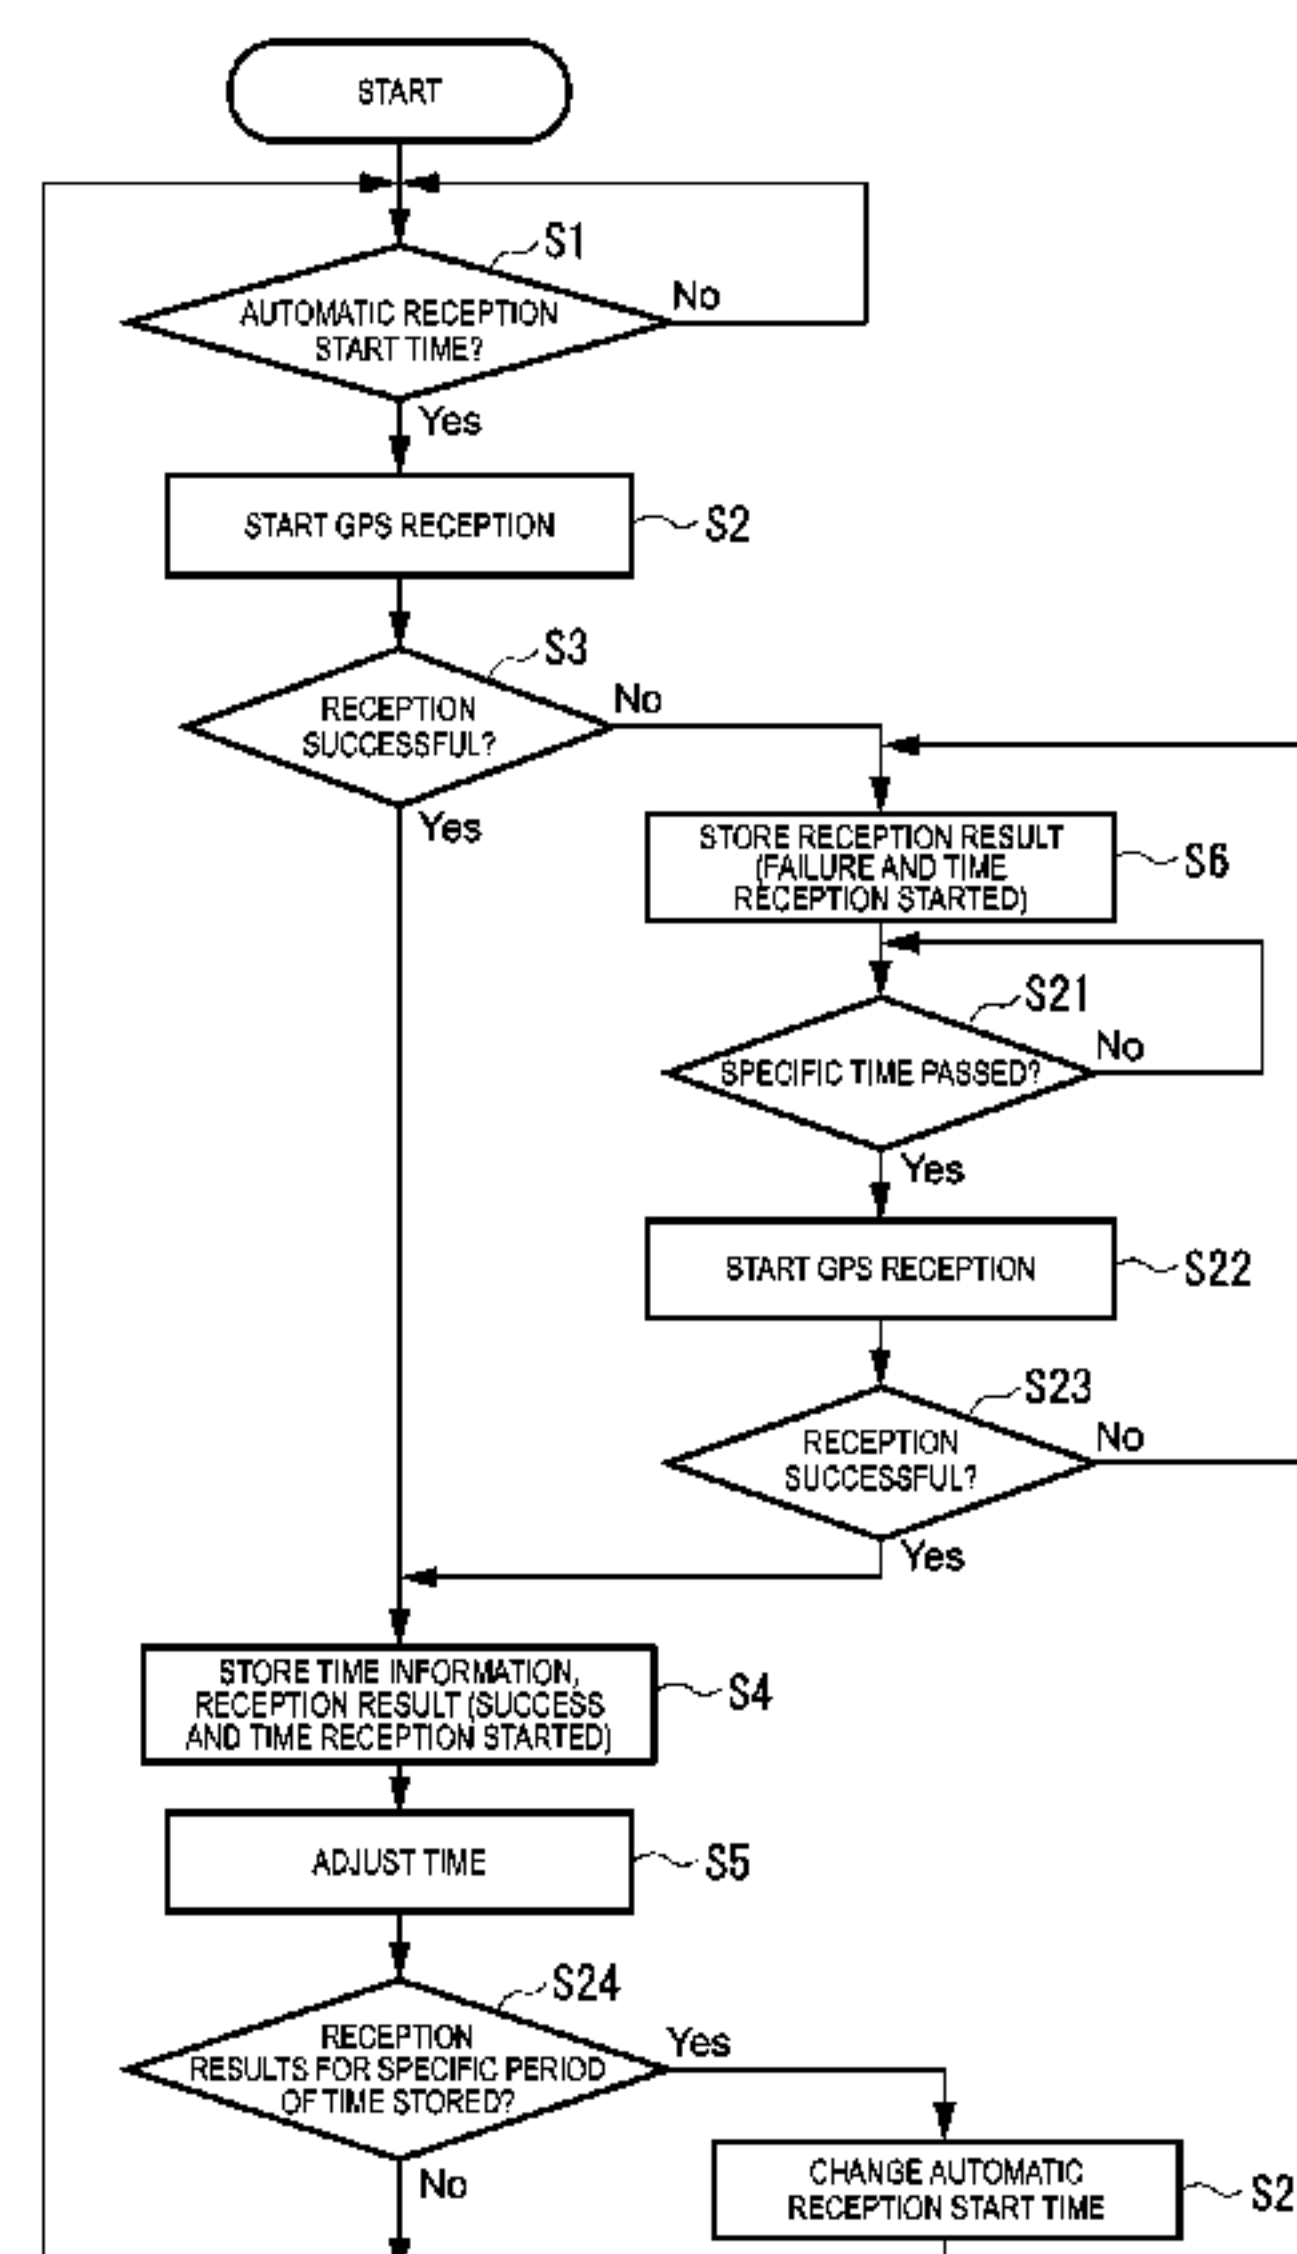 START
S1
AUTOMATIC RECEPTION
START TIME?
No
Yes
START GPS RECEPTION
S2
S3
RECEPTION
SUCCESSFUL?
No
Yes
STORE RECEPTION RESULT
(FAILURE AND TIME
RECEPTION STARTED)
S6
S21
SPECIFIC TIME PASSED?
No
Yes
START GPS RECEPTION
S22
S23
RECEPTION
SUCCESSFUL?
No
Yes
STORE TIME INFORMATION,
RECEPTION RESULT (SUCCESS
AND TIME RECEPTION STARTED)
S4
ADJUST TIME
S5
S24
RECEPTION
RESULTS FOR SPECIFIC PERIOD
OF TIME STORED?
Yes
No
CHANGE AUTOMATIC
RECEPTION START TIME
S2